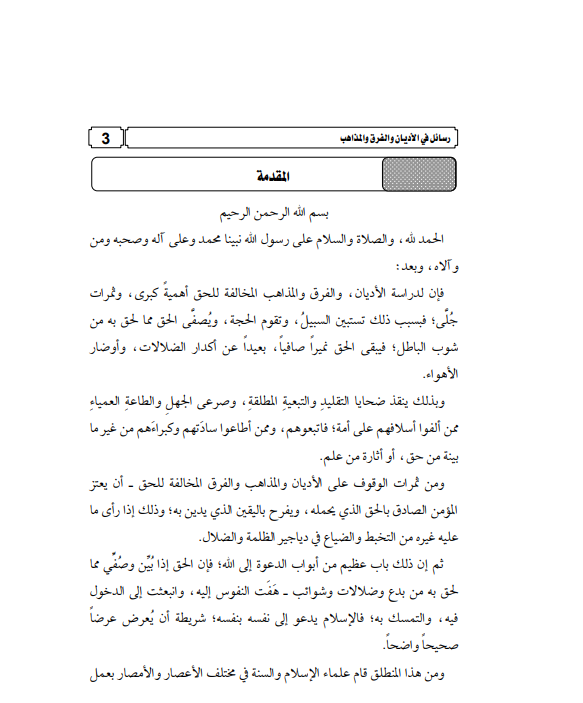 رسائل في الأديان والفرق والمذاهب
3
المقدمة
بسم الله الرحمن الرحيم
الحمد لله، والصلاة والسلام على رسول الله نبينا محمد وعلى آله وصحبه ومن
والاه، وبعد:
فإن لدراسة الأديان، والفرق والمذاهب المخالفة للحق أهميةً كبرى، وثمرات
جُلَّى؛ فبسبب ذلك تستبين السبيلُ، وتقوم الحجة، ويُصفَّى الحق مما لحق به من
شوب الباطل؛ فيبقى الحق نميراً صافياً، بعيداً عن أكدار الضلالات، وأوضار
الأهواء.
وبذلك ينقذ ضحايا التقليدِ والتبعيةِ المطلقةِ، وصرعى الجهلِ والطاعةِ العمياءِ
ممن ألفوا أسلافهم على أمة؛ فاتبعوهم، وممن أطاعوا سادَتهم وكبراءَهم من غير ما
بينة من حق، أو أثارة من علم.
ومن ثمرات الوقوف على الأديان والمذاهب والفرق المخالفة للحق ـ أن يعتز
المؤمن الصادق بالحق الذي يحمله، ويفرح باليقين الذي يدين به؛ وذلك إذا رأى ما
عليه غيره من التخبط والضياع في دياجير الظلمة والضلال.
ثم إن ذلك باب عظيم من أبواب الدعوة إلى الله؛ فإن الحق إذا بُيِّن وصُفِّي مما
لحق به من بدع وضلالات وشوائب ـ هَفَت النفوس إليه، وانبعثت إلى الدخول
فيه، والتمسك به؛ فالإسلام يدعو إلى نفسه بنفسه؛ شريطة أن يُعرض عرضاً
صحيحاً واضحاً.
ومن هذا المنطلق قام علماء الإسلام والسنة في مختلف الأعصار والأمصار بعمل